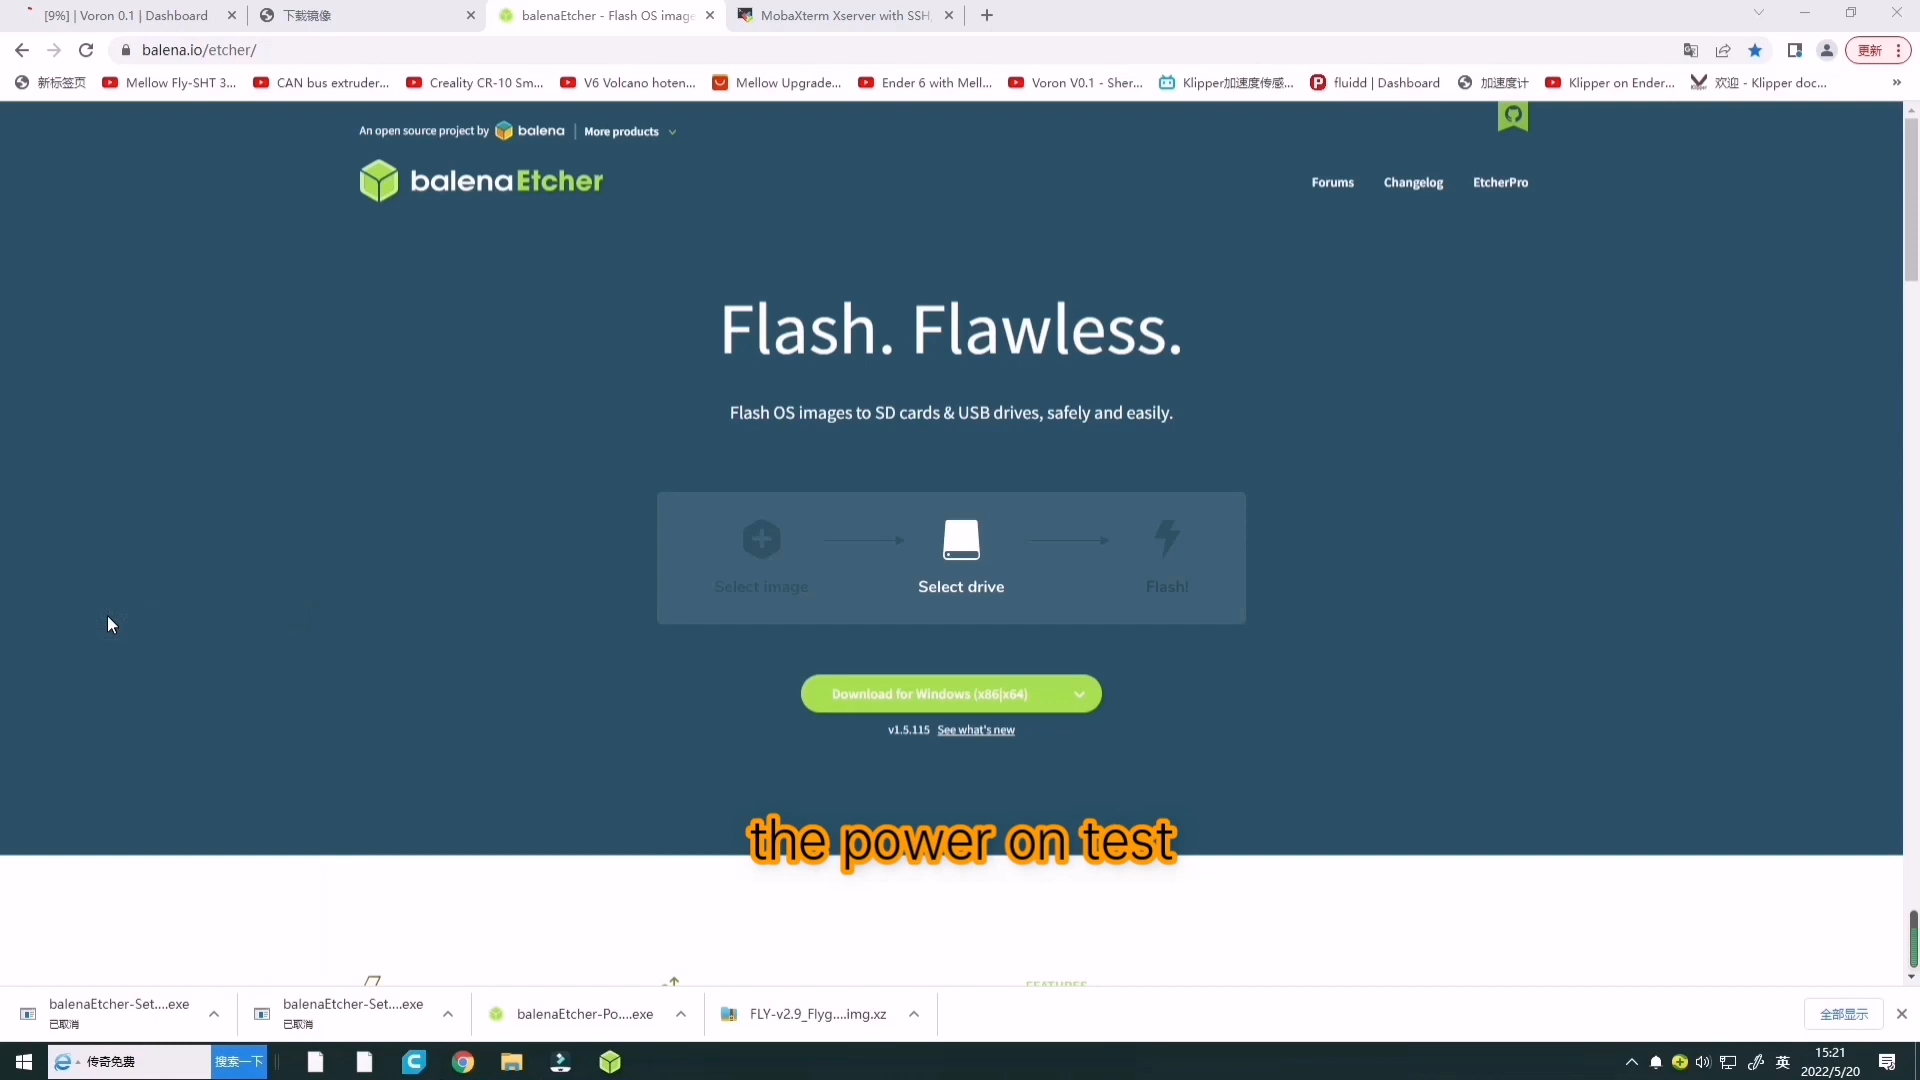 [9%] | Voron 0.1 | Dashboard
下载镜像
balenaEtcher - Flash OS image
MobaXterm Xserver with SSH,
balena.io/etcher/
更新
新标签页
Mellow Fly-SHT 3...
CAN bus extruder...
Creality CR-10 Sm...
V6 Volcano hoten...
Mellow Upgrade...
Ender 6 with Mell...
Voron V0.1 - Sher...
Klipper加速度传感...
fluidd | Dashboard
加速度计
Klipper on Ender...
欢迎 - Klipper doc...
»
An open source project by balena | More products
balenaEtcher
Forums
Changelog
EtcherPro
Flash. Flawless.
Flash OS images to SD cards & USB drives, safely and easily.
Select image
Select drive
Flash!
Download for Windows (x86|x64)
v1.5.115 See what's new
the power on test
FEATURES
balenaEtcher-Set....exe
已取消
balenaEtcher-Set....exe
已取消
balenaEtcher-Po....exe
FLY-v2.9_Flyg....img.xz
全部显示
传奇免费
搜索一下
英
15:21
2022/5/20